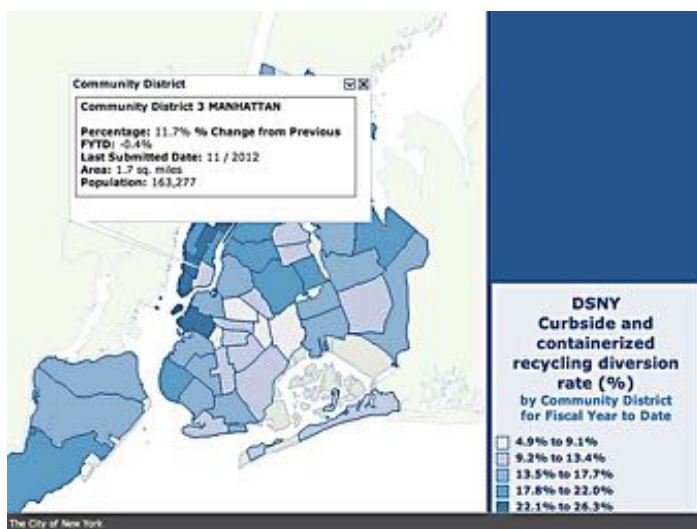 Community District
Community District 3 MANHATTAN
Percentage: 11.7% % Change from Previous
FYTD: -0.4%
Last Submitted Date: 11 / 2012
Area: 1.7 sq. miles
Population: 163,277
DSNY
Curbside and
containerized
recycling diversion
rate (%)
by Community District
for Fiscal Year to Date
4.9% to 9.1%
9.2% to 13.4%
13.5% to 17.7%
17.8% to 22.0%
22.1% to 26.3%
The City of New York